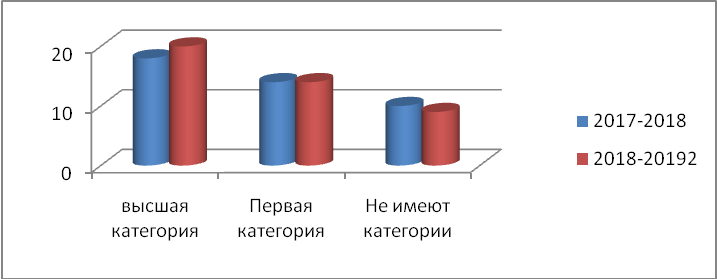 20
10
0
высшая
категория
Первая
категория
Не имеют
категории
2017-2018
2018-20192